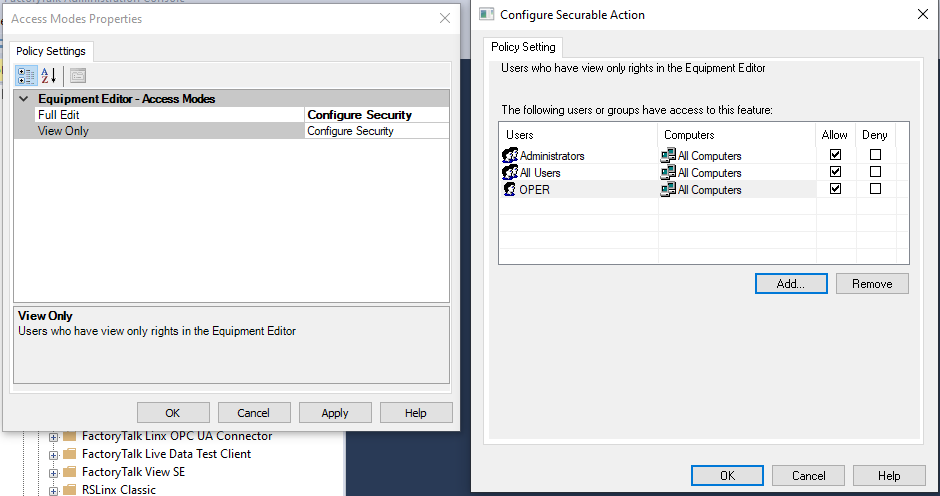 Access Modes Properties
Policy Settings
Equipment Editor - Access Modes
Full Edit Configure Security
View Only Configure Security
View Only
Users who have view only rights in the Equipment Editor
OK Cancel Apply Help
FactoryTalk Linx OPC UA Connector
FactoryTalk Live Data Test Client
FactoryTalk View SE
RSLinx Classic
Configure Securable Action
Policy Setting
Users who have view only rights in the Equipment Editor
The following users or groups have access to this feature:
Users Computers Allow Deny
Administrators All Computers
All Users All Computers
OPER All Computers
Add... Remove
OK Cancel Help